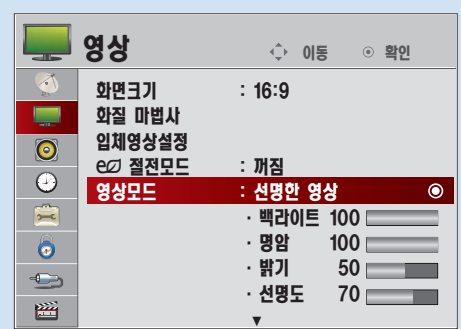 영상
이동 확인
화면크기 : 16:9
화질 마법사
입체영상설정
e 절전모드 : 꺼짐
영상모드 : 선명한 영상
· 백라이트 100
· 명암 100
· 밝기 50
· 선명도 70
▼